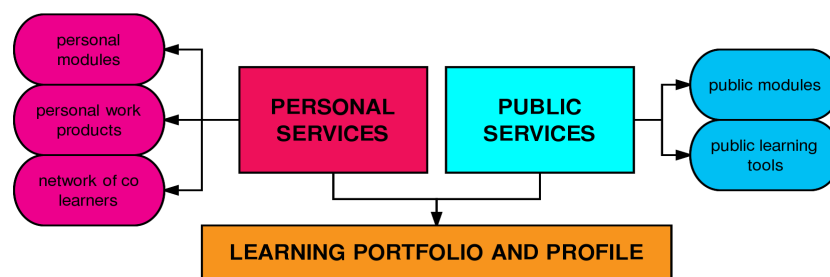 personal
modules
personal work
products
network of co
learners
PERSONAL
SERVICES
PUBLIC
SERVICES
public modules
public learning
tools
LEARNING PORTFOLIO AND PROFILE